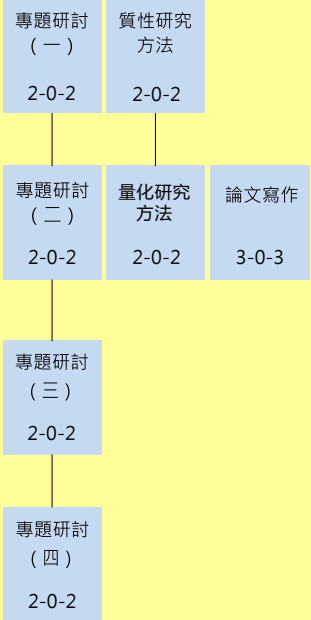 專題研討
(一)
2-0-2
質性研究
方法
2-0-2
專題研討
(二)
2-0-2
量化研究
方法
2-0-2
論文寫作
3-0-3
專題研討
(三)
2-0-2
專題研討
(四)
2-0-2